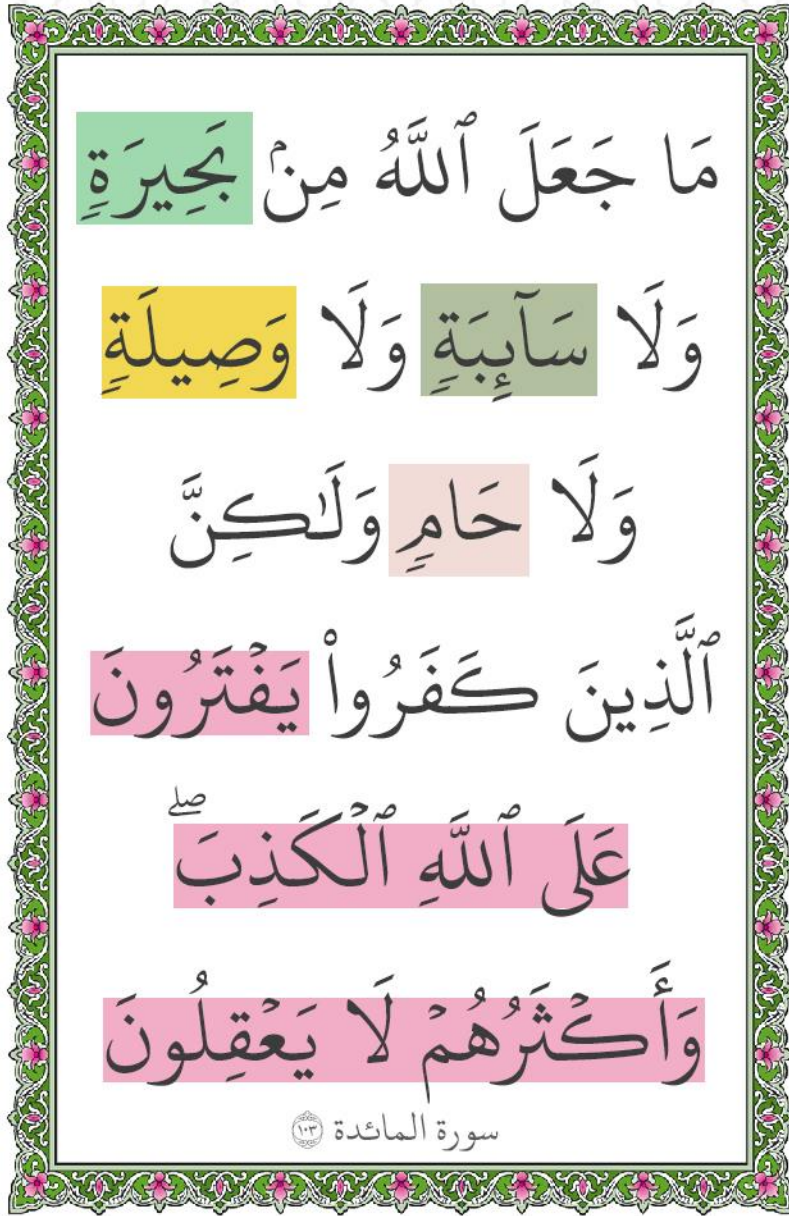 مَا جَعَلَ ٱللَّهُ مِنۢ بَحِيرَةٖ
وَلَا سَآئِبَةٖ وَلَا وَصِيلَةٖ
وَلَا حَامٖ وَلَٰكِنَّ
ٱلَّذِينَ كَفَرُواْ يَفۡتَرُونَ
عَلَى ٱللَّهِ ٱلۡكَذِبَۖ
وَأَكۡثَرُهُمۡ لَا يَعۡقِلُونَ
سورة المائدة ١٠٣